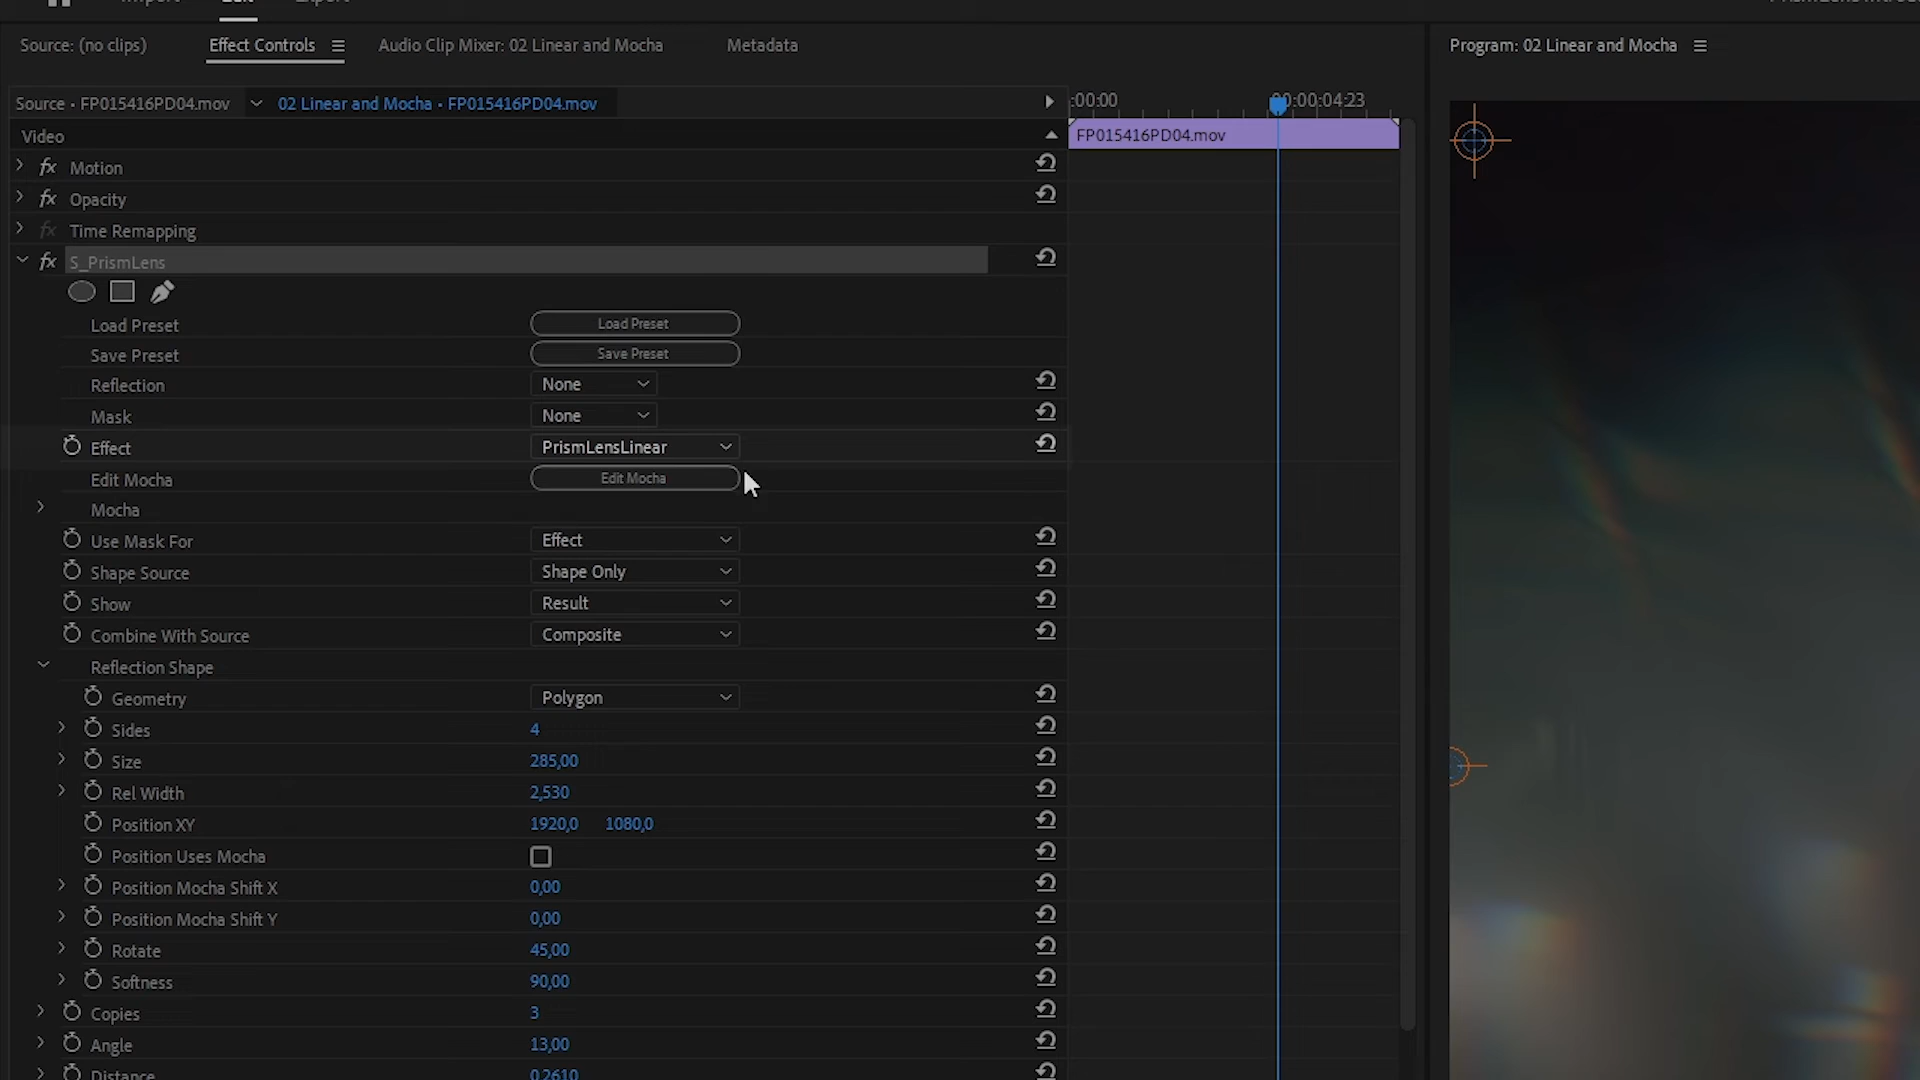 Source: (no clips) Effect Controls Audio Clip Mixer: 02 Linear and Mocha Metadata Program: 02 Linear and Mocha
Source • FP015416PD04.mov 02 Linear and Mocha • FP015416PD04.mov :00:00 00:00:04:23
Video FP015416PD04.mov
fx Motion
fx Opacity
fx Time Remapping
fx S_PrismLens
Load Preset Load Preset
Save Preset Save Preset
Reflection None
Mask None
Effect PrismLensLinear
Edit Mocha Edit Mocha
Mocha
Use Mask For Effect
Shape Source Shape Only
Show Result
Combine With Source Composite
Reflection Shape
Geometry Polygon
Sides 4
Size 285,00
Rel Width 2,530
Position XY 1920,0 1080,0
Position Uses Mocha
Position Mocha Shift X 0,00
Position Mocha Shift Y 0,00
Rotate 45,00
Softness 90,00
Copies 3
Angle 13,00
Distance 0,2610